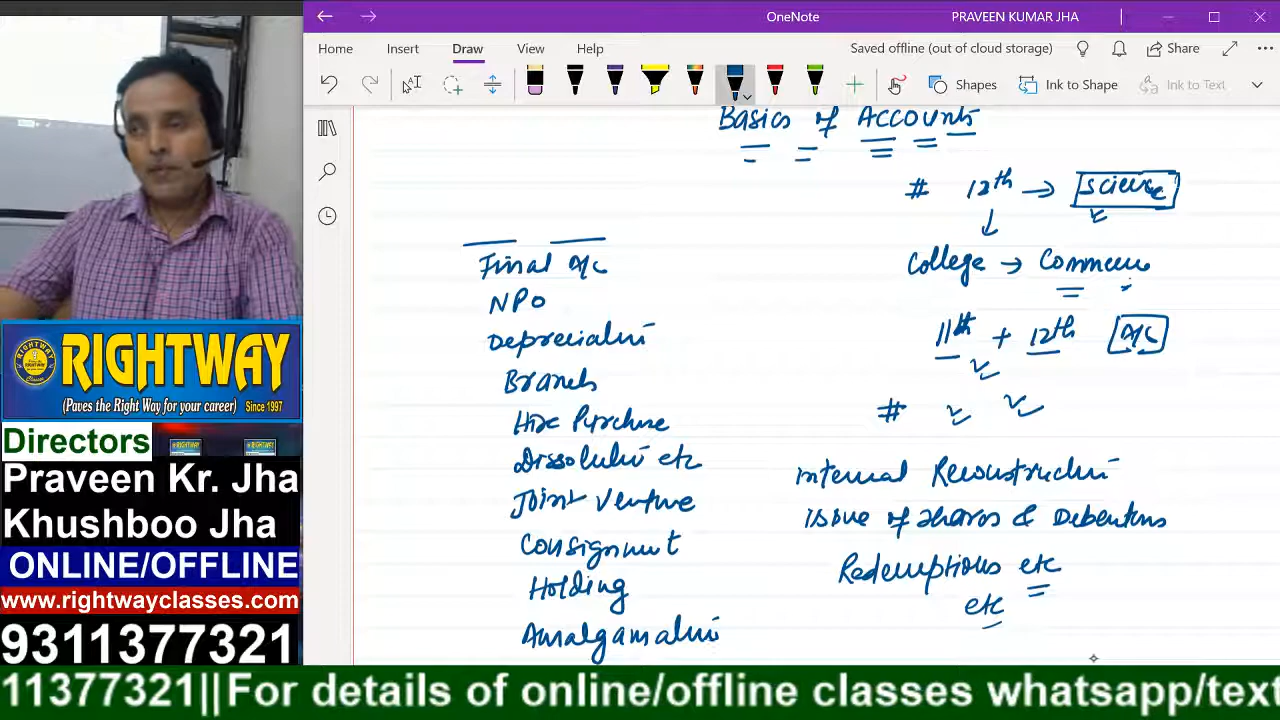 OneNote
PRAVEEN KUMAR JHA
Home Insert Draw View Help
Saved offline (out of cloud storage)
Share
Shapes
Ink to Shape
Ink to Text
Basics of ACCOUNTS
# 12th → Science
College → Commerce
11th + 12th A/C
#
Final A/C
NPO
Depreciation
Branch
Hire Purchase
Dissolution etc
Joint Venture
Consignment
Holding
Amalgamation
Internal Reconstruction
Issue of Shares & Debentures
Redemptions etc
etc
RIGHTWAY
(Paves the Right Way for your career) Since 1997
Directors
Praveen Kr. Jha
Khushboo Jha
ONLINE/OFFLINE
www.rightwayclasses.com
9311377321
11377321||For details of online/offline classes whatsapp/text